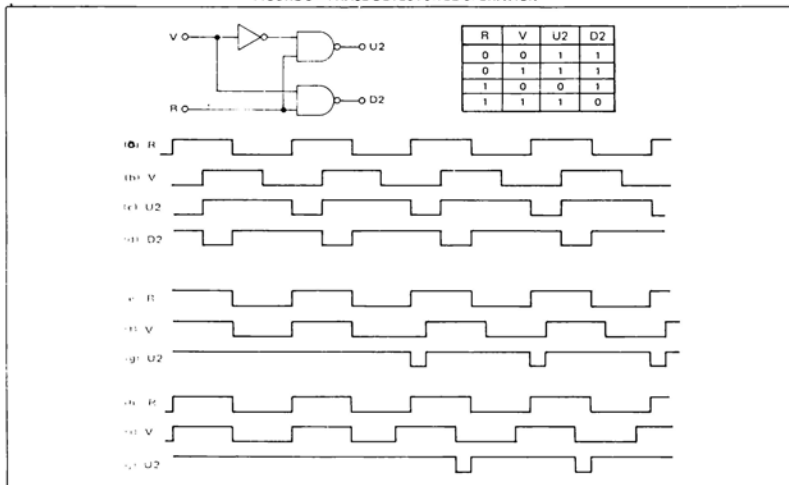 V U2
R D2
R V U2 D2
0 0 1 1
0 1 1 1
1 0 0 1
1 1 1 0
(a) R
(b) V
(c) U2
(d) D2
R
(f) V
(g) U2
R
V
U2